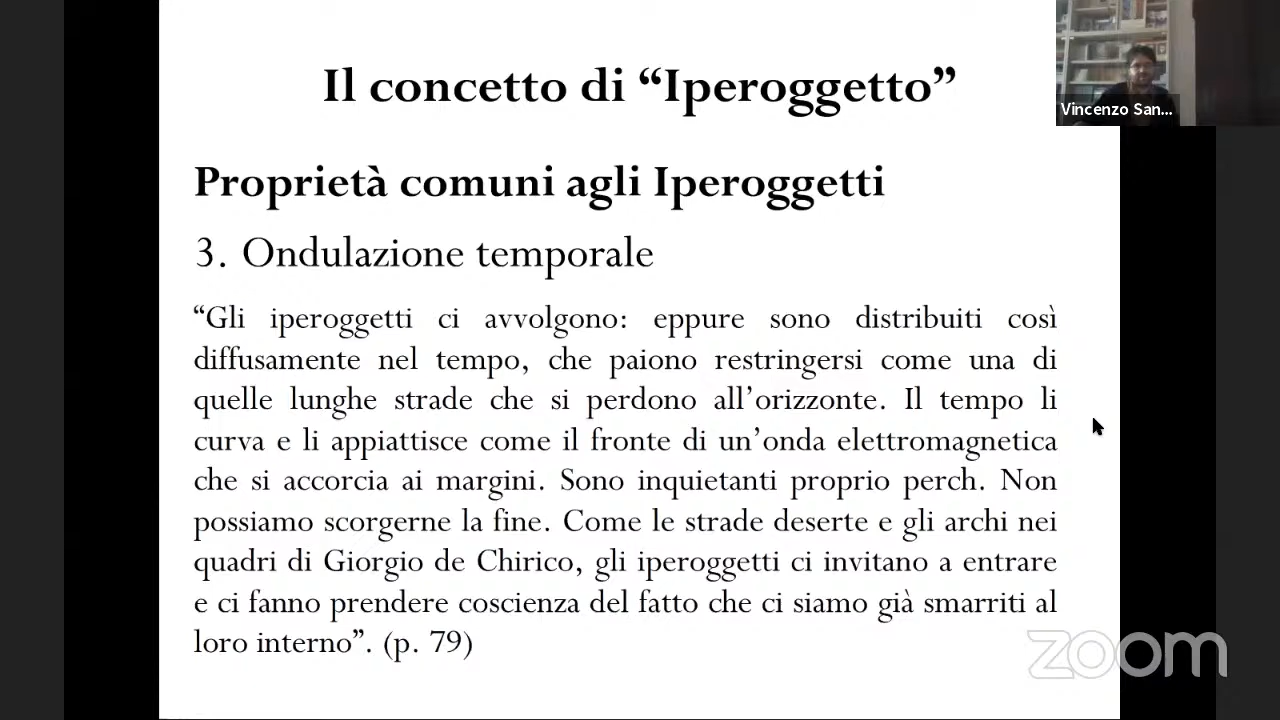 Il concetto di “Iperoggetto”
Vincenzo San...
Proprietà comuni agli Iperoggetti
3. Ondulazione temporale
“Gli iperoggetti ci avvolgono: eppure sono distribuiti così
diffusamente nel tempo, che paiono restringersi come una di
quelle lunghe strade che si perdono all’orizzonte. Il tempo li
curva e li appiattisce come il fronte di un’onda elettromagnetica
che si accorcia ai margini. Sono inquietanti proprio perch. Non
possiamo scorgerne la fine. Come le strade deserte e gli archi nei
quadri di Giorgio de Chirico, gli iperoggetti ci invitano a entrare
e ci fanno prendere coscienza del fatto che ci siamo già smarriti al
loro interno”. (p. 79)
zoom